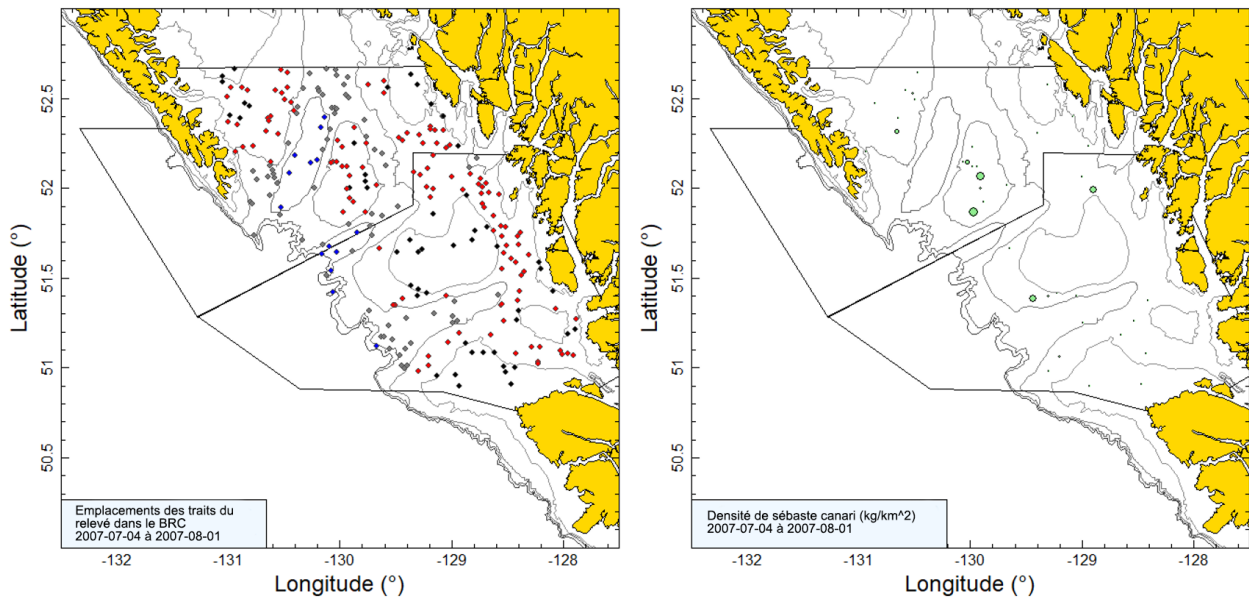 52.5
52
51.5
51
50.5
Latitude (°)
Emplacements des traits du
relevé dans le BRC
2007-07-04 à 2007-08-01
-132
-131
-130
-129
-128
Longitude (°)
52.5
52
51.5
51
50.5
Latitude (°)
Densité de sébaste canari (kg/km^2)
2007-07-04 à 2007-08-01
-132
-131
-130
-129
-128
Longitude (°)